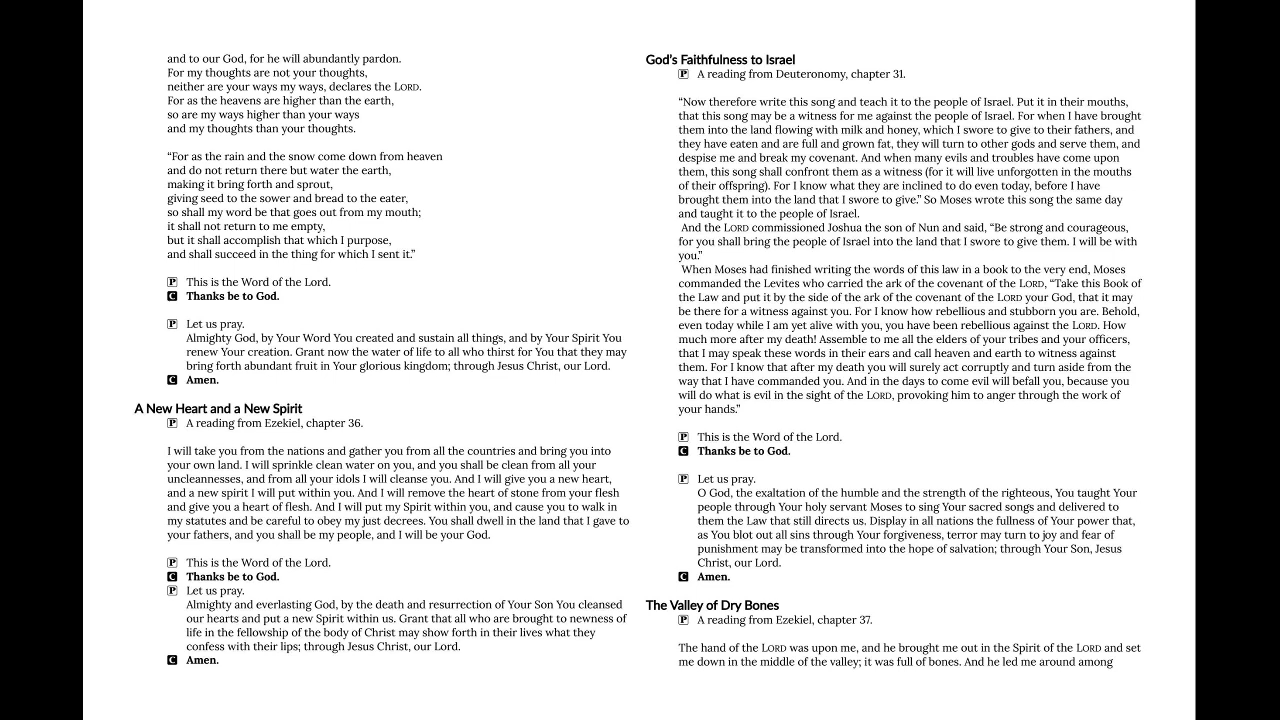 and to our God, for he will abundantly pardon.
For my thoughts are not your thoughts,
neither are your ways my ways, declares the LORD.
For as the heavens are higher than the earth,
so are my ways higher than your ways
and my thoughts than your thoughts.
“For as the rain and the snow come down from heaven
and do not return there but water the earth,
making it bring forth and sprout,
giving seed to the sower and bread to the eater,
so shall my word be that goes out from my mouth;
it shall not return to me empty,
but it shall accomplish that which I purpose,
and shall succeed in the thing for which I sent it.”
P This is the Word of the Lord.
C Thanks be to God.
P Let us pray.
Almighty God, by Your Word You created and sustain all things, and by Your Spirit You
renew Your creation. Grant now the water of life to all who thirst for You that they may
bring forth abundant fruit in Your glorious kingdom; through Jesus Christ, our Lord.
C Amen.
A New Heart and a New Spirit
P A reading from Ezekiel, chapter 36.
I will take you from the nations and gather you from all the countries and bring you into
your own land. I will sprinkle clean water on you, and you shall be clean from all your
uncleannesses, and from all your idols I will cleanse you. And I will give you a new heart,
and a new spirit I will put within you. And I will remove the heart of stone from your flesh
and give you a heart of flesh. And I will put my Spirit within you, and cause you to walk in
my statutes and be careful to obey my just decrees. You shall dwell in the land that I gave to
your fathers, and you shall be my people, and I will be your God.
P This is the Word of the Lord.
C Thanks be to God.
P Let us pray.
Almighty and everlasting God, by the death and resurrection of Your Son You cleansed
our hearts and put a new Spirit within us. Grant that all who are brought to newness of
life in the fellowship of the body of Christ may show forth in their lives what they
confess with their lips; through Jesus Christ, our Lord.
C Amen.
God’s Faithfulness to Israel
P A reading from Deuteronomy, chapter 31.
“Now therefore write this song and teach it to the people of Israel. Put it in their mouths,
that this song may be a witness for me against the people of Israel. For when I have brought
them into the land flowing with milk and honey, which I swore to give to their fathers, and
they have eaten and are full and grown fat, they will turn to other gods and serve them, and
despise me and break my covenant. And when many evils and troubles have come upon
them, this song shall confront them as a witness (for it will live unforgotten in the mouths
of their offspring). For I know what they are inclined to do even today, before I have
brought them into the land that I swore to give.” So Moses wrote this song the same day
and taught it to the people of Israel.
And the LORD commissioned Joshua the son of Nun and said, “Be strong and courageous,
for you shall bring the people of Israel into the land that I swore to give them. I will be with
you.”
When Moses had finished writing the words of this law in a book to the very end, Moses
commanded the Levites who carried the ark of the covenant of the LORD, “Take this Book of
the Law and put it by the side of the ark of the covenant of the LORD your God, that it may
be there for a witness against you. For I know how rebellious and stubborn you are. Behold,
even today while I am yet alive with you, you have been rebellious against the LORD. How
much more after my death! Assemble to me all the elders of your tribes and your officers,
that I may speak these words in their ears and call heaven and earth to witness against
them. For I know that after my death you will surely act corruptly and turn aside from the
way that I have commanded you. And in the days to come evil will befall you, because you
will do what is evil in the sight of the LORD, provoking him to anger through the work of
your hands.”
P This is the Word of the Lord.
C Thanks be to God.
P Let us pray.
O God, the exaltation of the humble and the strength of the righteous, You taught Your
people through Your holy servant Moses to sing Your sacred songs and delivered to
them the Law that still directs us. Display in all nations the fullness of Your power that,
as You blot out all sins through Your forgiveness, terror may turn to joy and fear of
punishment may be transformed into the hope of salvation; through Your Son, Jesus
Christ, our Lord.
C Amen.
The Valley of Dry Bones
P A reading from Ezekiel, chapter 37.
The hand of the LORD was upon me, and he brought me out in the Spirit of the LORD and set
me down in the middle of the valley; it was full of bones. And he led me around among